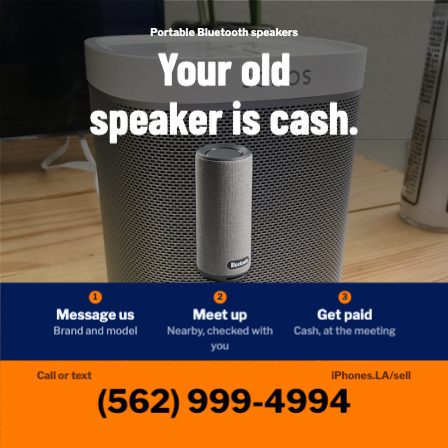 Portable Bluetooth speakers
Your old
speaker is cash.
Bluetooth
1
Message us
Brand and model
2
Meet up
Nearby, checked with
you
3
Get paid
Cash, at the meeting
Call or text
iPhones.LA/sell
(562) 999-4994